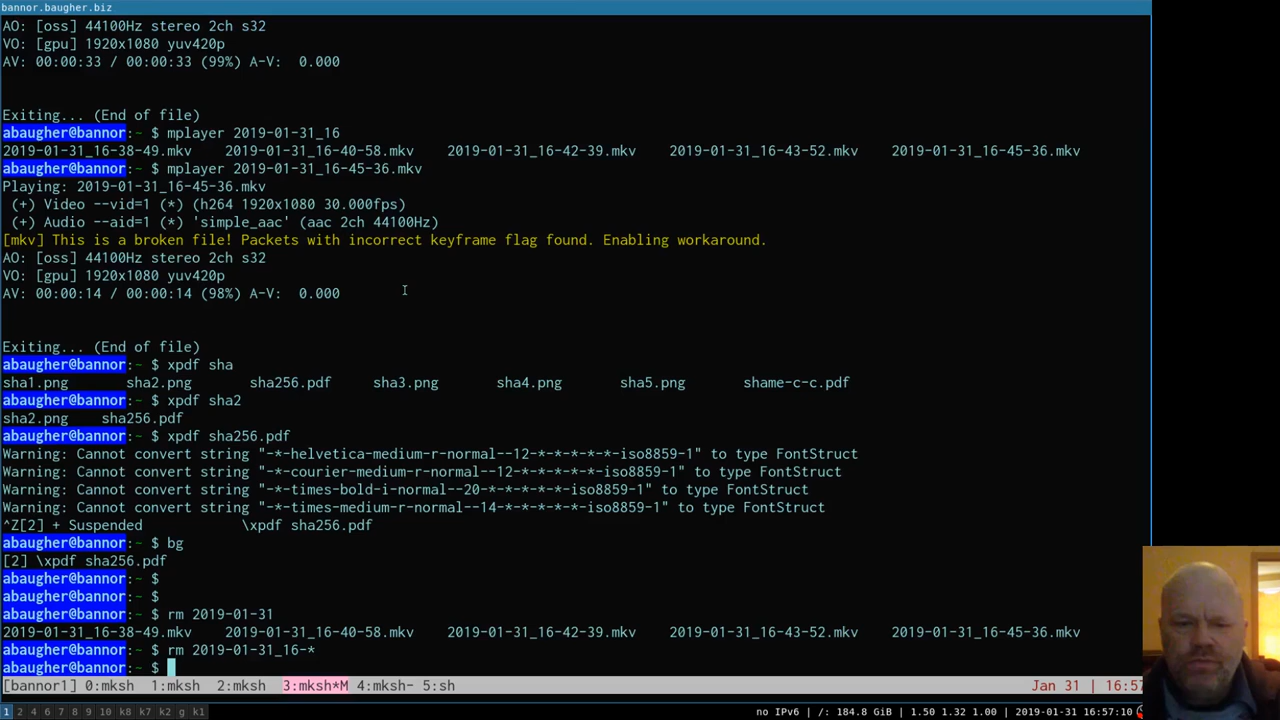 bannor.baugher.biz
AO: [oss] 44100Hz stereo 2ch s32
VO: [gpu] 1920x1080 yuv420p
AV: 00:00:33 / 00:00:33 (99%) A-V:  0.000
Exiting... (End of file)
abaugher@bannor:~ $ mplayer 2019-01-31_16
2019-01-31_16-38-49.mkv  2019-01-31_16-40-58.mkv  2019-01-31_16-42-39.mkv  2019-01-31_16-43-52.mkv  2019-01-31_16-45-36.mkv
abaugher@bannor:~ $ mplayer 2019-01-31_16-45-36.mkv
Playing: 2019-01-31_16-45-36.mkv
(+) Video --vid=1 (*) (h264 1920x1080 30.000fps)
(+) Audio --aid=1 (*) 'simple_aac' (aac 2ch 44100Hz)
[mkv] This is a broken file! Packets with incorrect keyframe flag found. Enabling workaround.
AO: [oss] 44100Hz stereo 2ch s32
VO: [gpu] 1920x1080 yuv420p
AV: 00:00:14 / 00:00:14 (98%) A-V:  0.000
Exiting... (End of file)
abaugher@bannor:~ $ xpdf sha
sha1.png  sha2.png  sha256.pdf  sha3.png  sha4.png  sha5.png  shame-c-c.pdf
abaugher@bannor:~ $ xpdf sha2
sha2.png  sha256.pdf
abaugher@bannor:~ $ xpdf sha256.pdf
Warning: Cannot convert string "-*-helvetica-medium-r-normal--12-*-*-*-*-*-iso8859-1" to type FontStruct
Warning: Cannot convert string "-*-courier-medium-r-normal--12-*-*-*-*-*-iso8859-1" to type FontStruct
Warning: Cannot convert string "-*-times-bold-i-normal--20-*-*-*-*-*-iso8859-1" to type FontStruct
Warning: Cannot convert string "-*-times-medium-r-normal--14-*-*-*-*-*-iso8859-1" to type FontStruct
^Z[2] + Suspended  \xpdf sha256.pdf
abaugher@bannor:~ $ bg
[2] \xpdf sha256.pdf
abaugher@bannor:~ $
abaugher@bannor:~ $
abaugher@bannor:~ $ rm 2019-01-31
2019-01-31_16-38-49.mkv  2019-01-31_16-40-58.mkv  2019-01-31_16-42-39.mkv  2019-01-31_16-43-52.mkv  2019-01-31_16-45-36.mkv
abaugher@bannor:~ $ rm 2019-01-31_16-*
abaugher@bannor:~ $
[bannor1] 0:mksh  1:mksh  2:mksh  3:mksh*M 4:mksh- 5:sh  Jan 31 | 16:57
1 2 4 6 7 8 9 10 k8 k7 k2 g k1  no IPv6 | /: 184.8 GiB | 1.50 1.32 1.00 | 2019-01-31 16:57:10